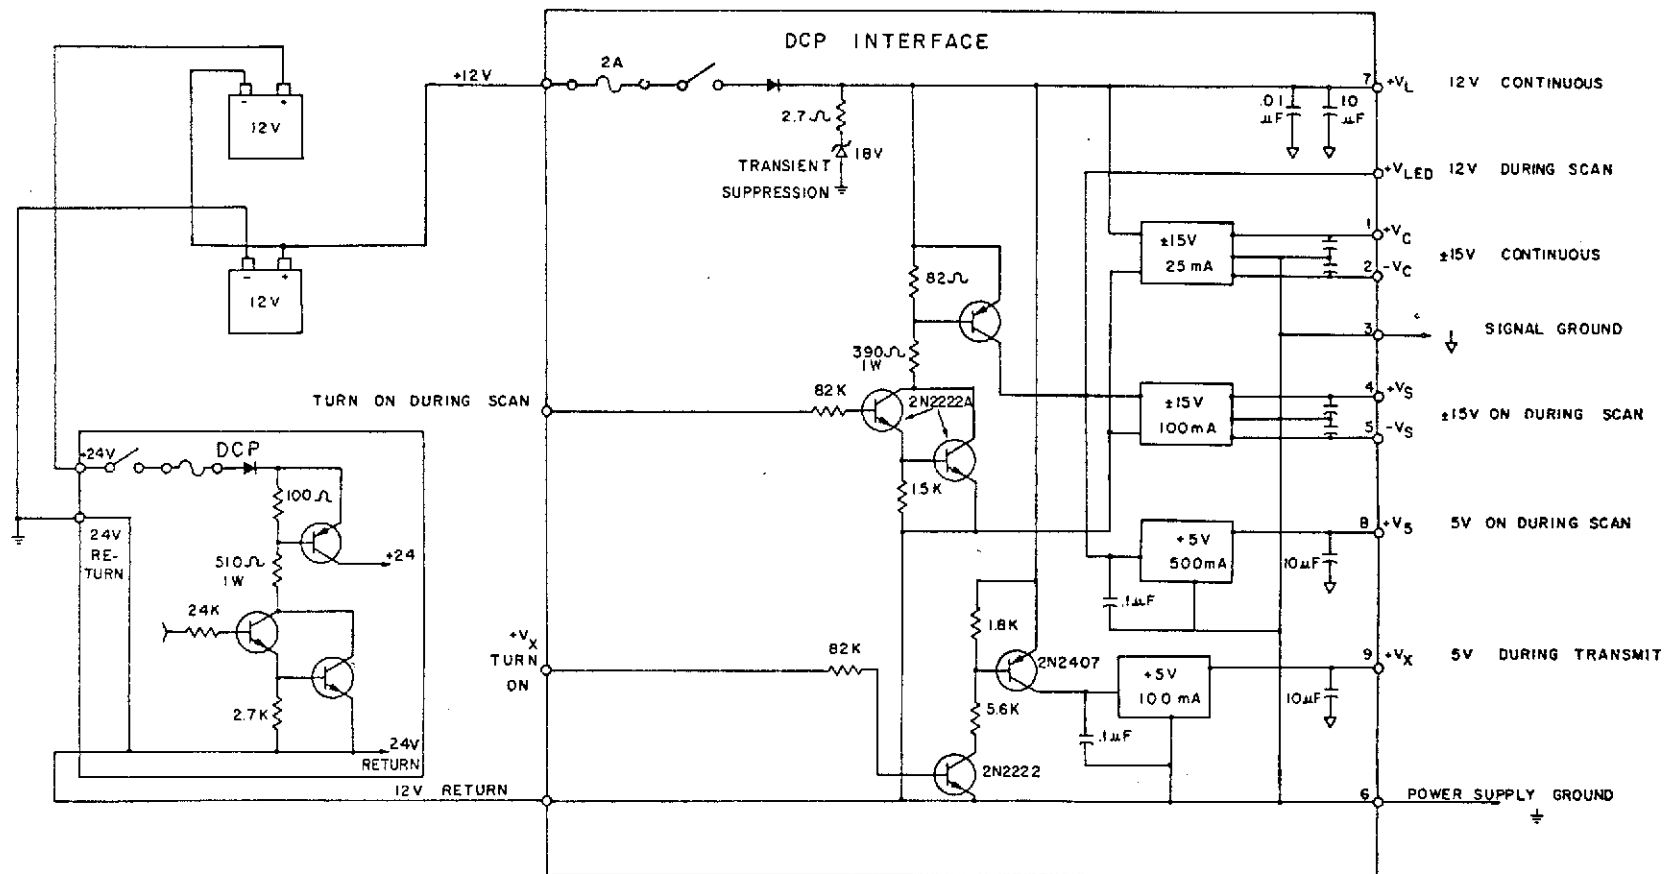 DCP INTERFACE
+12V
2A
7 +VL 12V CONTINUOUS
.01 µF
10 µF
- +
12V
2.7Ω
18V
TRANSIENT SUPPRESSION
+VLED 12V DURING SCAN
- +
12V
±15V
25mA
1 +VC
±15V CONTINUOUS
2 -VC
82Ω
3 SIGNAL GROUND
390Ω
1W
TURN ON DURING SCAN
82K
2N2222A
±15V
100mA
4 +VS
±15V ON DURING SCAN
5 -VS
1.5K
+24V
DCP
100Ω
24V
RE-
TURN
+24
510Ω
1W
24K
2.7K
24V
RETURN
+5V
500mA
8 +V5 5V ON DURING SCAN
10µF
.1µF
+VX
TURN
ON
82K
1.8K
2N2407
5.6K
+5V
100mA
9 +VX 5V DURING TRANSMIT
10µF
.1µF
2N2222
12V RETURN
6 POWER SUPPLY GROUND